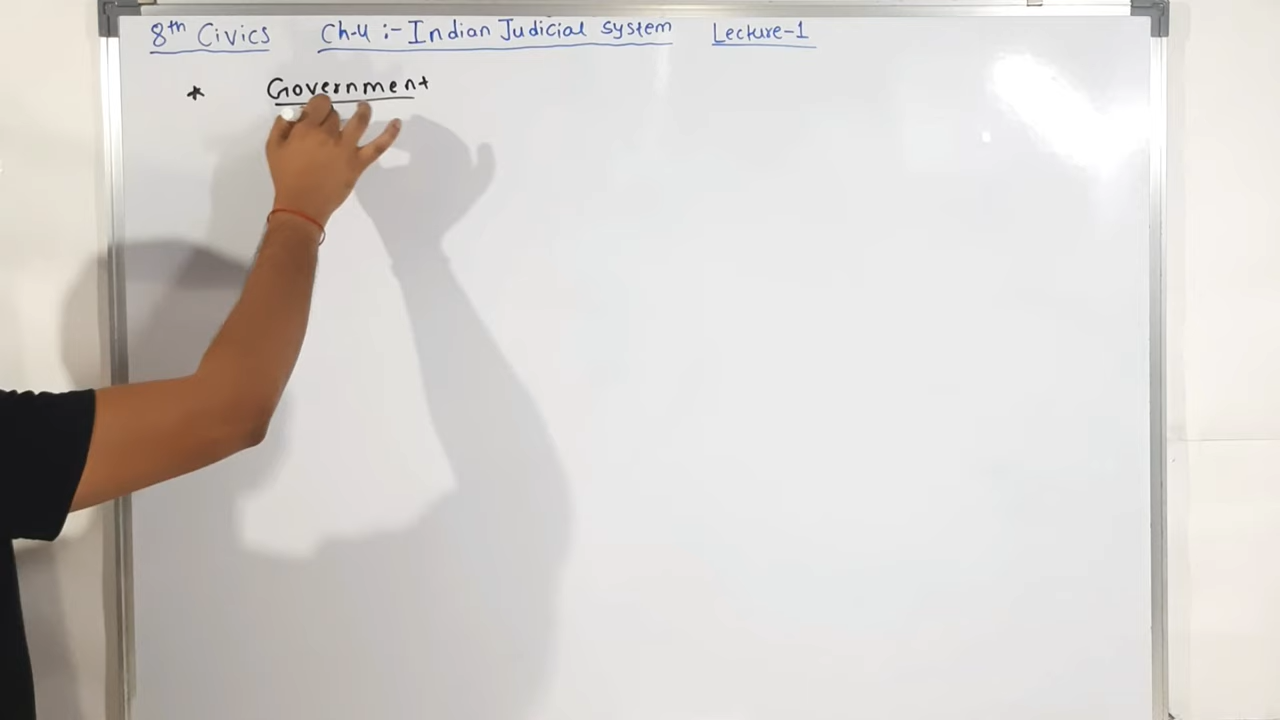 8th Civics Ch-4 :- Indian Judicial System Lecture-1
* Government